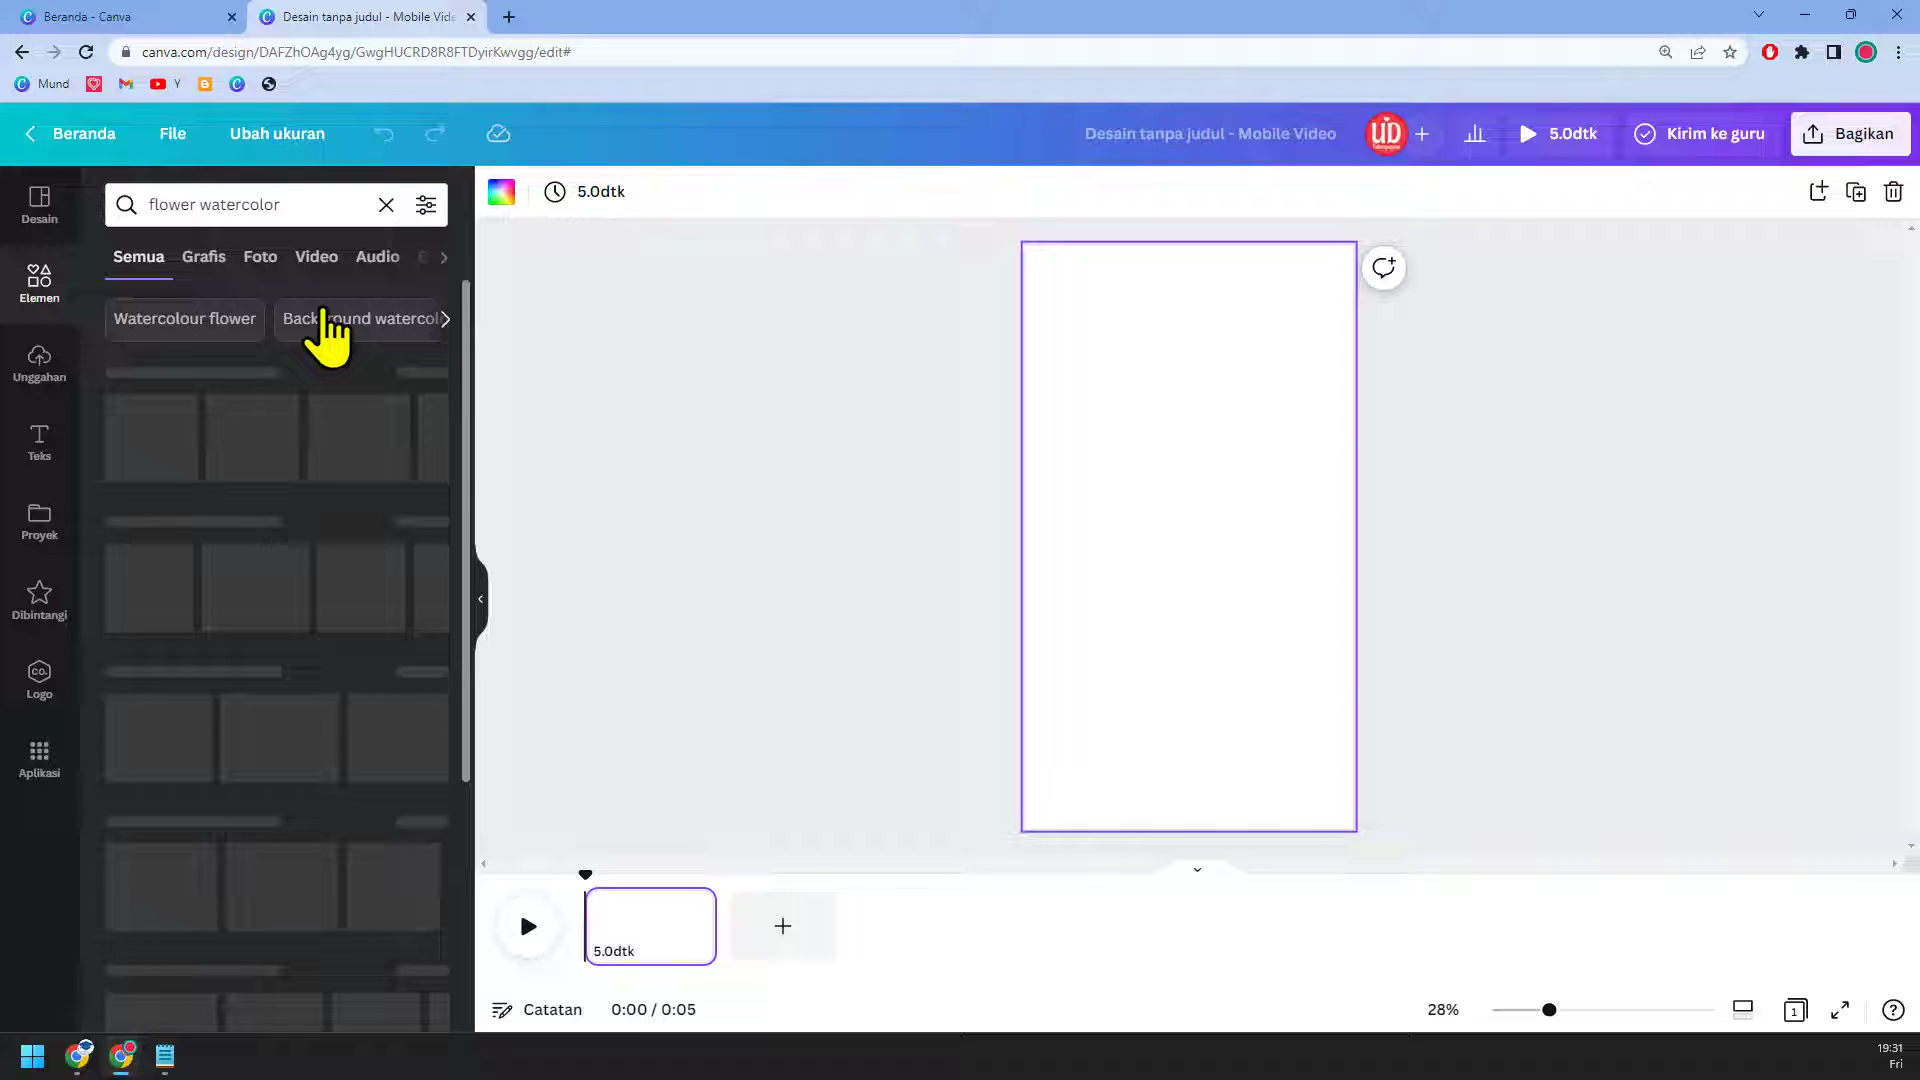 Beranda - Canva
Desain tanpa judul - Mobile Vide
canva.com/design/DAFZhOAg4yg/GwgHUCRD8R8FTDyirKwvgg/edit#
Mund
Y
Beranda
File
Ubah ukuran
Desain tanpa judul - Mobile Video
5.0dtk
Kirim ke guru
Bagikan
flower watercolor
5.0dtk
Desain
Semua
Grafis
Foto
Video
Audio
Elemen
Watercolour flower
Background watercol
Unggahan
Teks
Proyek
Dibintangi
CO.
Logo
Aplikasi
5.0dtk
Catatan
0:00 / 0:05
28%
1
19:31
Fri